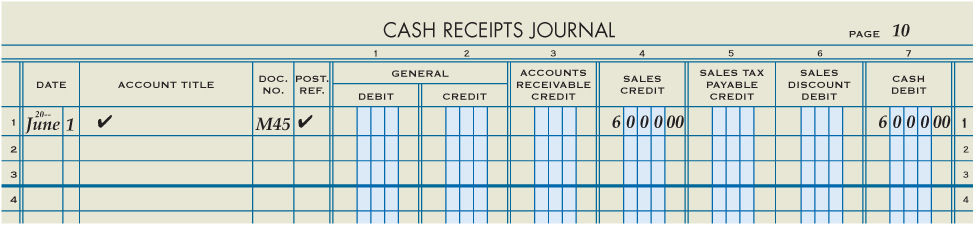 CASH RECEIPTS JOURNAL PAGE 10
1 2 3 4 5 6 7
DATE ACCOUNT TITLE DOC. NO. POST. REF. GENERAL DEBIT CREDIT ACCOUNTS RECEIVABLE CREDIT SALES CREDIT SALES TAX PAYABLE CREDIT SALES DISCOUNT DEBIT CASH DEBIT
1 20-- June 1 ✔ M45 ✔ 6 0 0 0 00 6 0 0 0 00 1
2 2
3 3
4 4